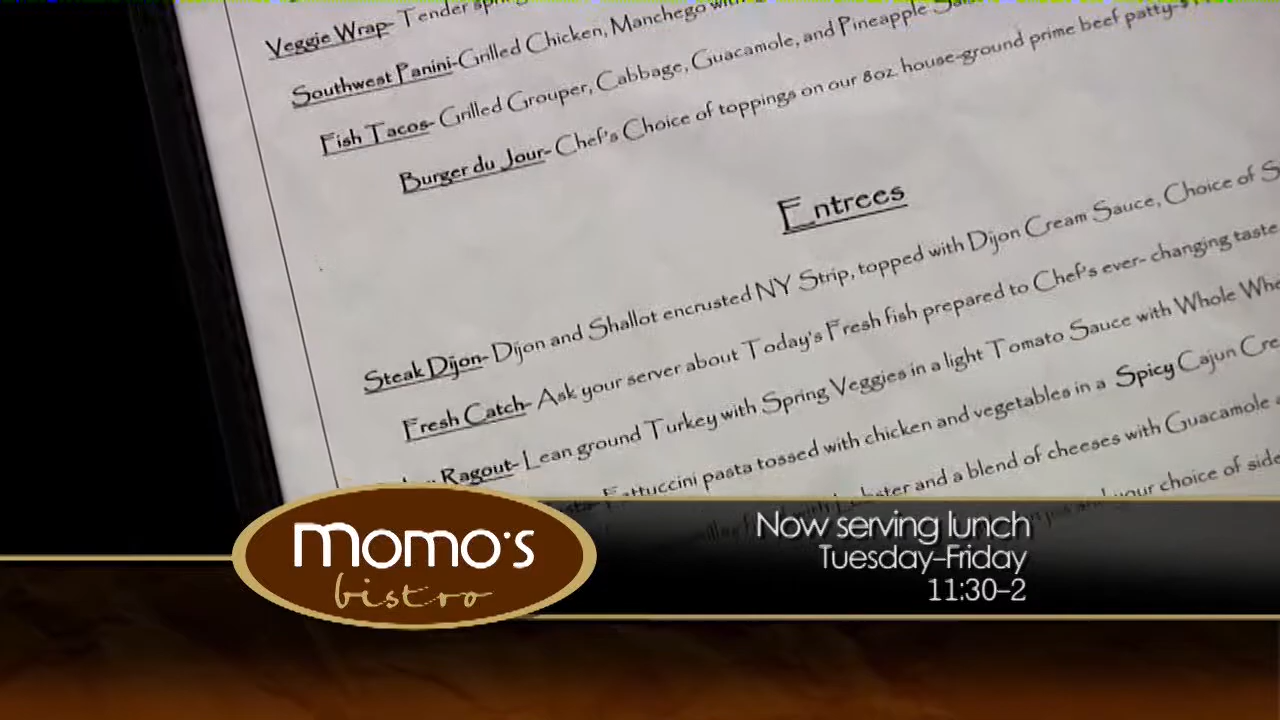 Veggie Wrap- Tender
Southwest Panini-Grilled Chicken, Manchego
Fish Tacos- Grilled Grouper, Cabbage, Guacamole, and Pineapple
Burger du Jour- Chef's Choice of toppings on our 8oz. house-ground prime beef patty-
Entrees
Steak Dijon- Dijon and Shallot encrusted NY Strip, topped with Dijon Cream Sauce, Choice of
Fresh Catch- Ask your server about Today's Fresh fish prepared to Chef's ever- changing taste
Ragout- Lean ground Turkey with Spring Veggies in a light Tomato Sauce with Whole
Fettuccini pasta tossed with chicken and vegetables in a Spicy Cajun
and a blend of cheeses with Guacamole
your choice of
momo's
bistro
Now serving lunch
Tuesday–Friday
11:30–2